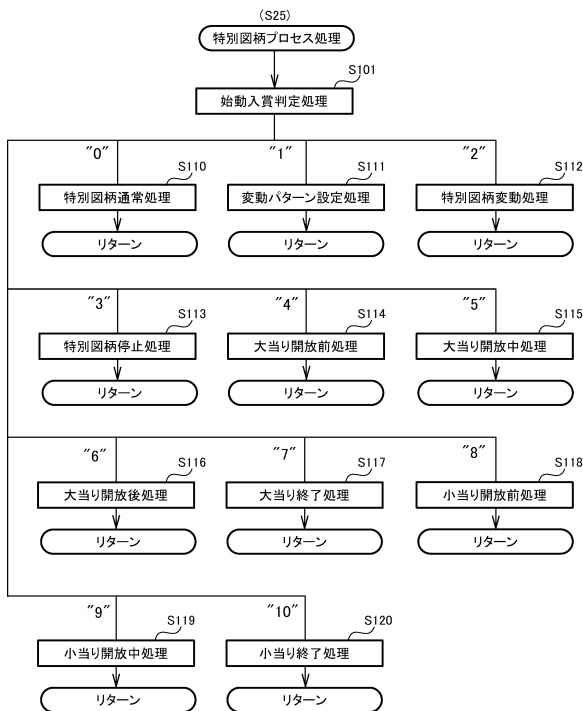 (S25)
特別図柄プロセス処理
S101
始動入賞判定処理
"0"
"1"
"2"
S110
S111
S112
特別図柄通常処理
変動パターン設定処理
特別図柄変動処理
リターン
リターン
リターン
"3"
"4"
"5"
S113
S114
S115
特別図柄停止処理
大当り開放前処理
大当り開放中処理
リターン
リターン
リターン
"6"
"7"
"8"
S116
S117
S118
大当り開放後処理
大当り終了処理
小当り開放前処理
リターン
リターン
リターン
"9"
"10"
S119
S120
小当り開放中処理
小当り終了処理
リターン
リターン